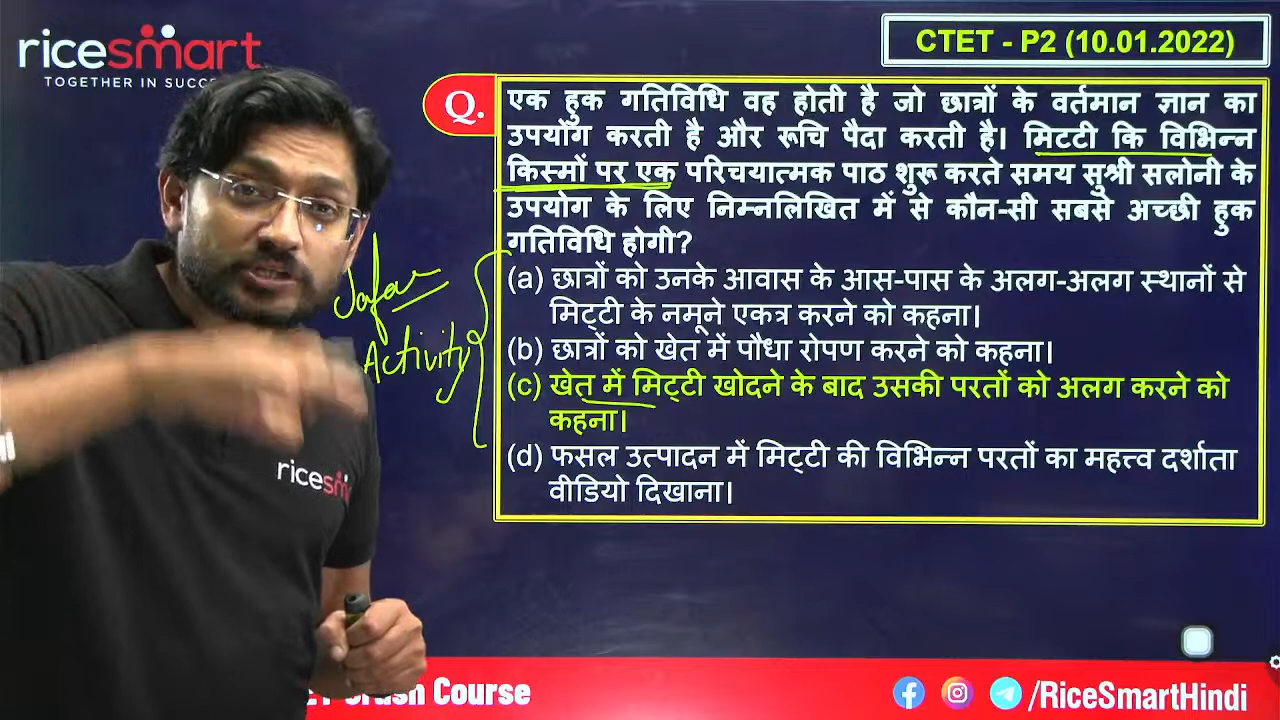 ricesmart
TOGETHER IN SUCC
CTET - P2 (10.01.2022)
Q.
एक हुक गतिविधि वह होती है जो छात्रों के वर्तमान ज्ञान का
उपयोग करती है और रूचि पैदा करती है। मिटटी कि विभिन्न
किस्मों पर एक परिचयात्मक पाठ शुरू करते समय सुश्री सलोनी के
उपयोग के लिए निम्नलिखित में से कौन-सी सबसे अच्छी हुक
गतिविधि होगी?
(a) छात्रों को उनके आवास के आस-पास के अलग-अलग स्थानों से
मिट्टी के नमूने एकत्र करने को कहना।
(b) छात्रों को खेत में पौधा रोपण करने को कहना।
(c) खेत में मिट्टी खोदने के बाद उसकी परतों को अलग करने को
कहना।
(d) फसल उत्पादन में मिट्टी की विभिन्न परतों का महत्त्व दर्शाता
वीडियो दिखाना।
Activity
ricesm
Crash Course
/RiceSmartHindi